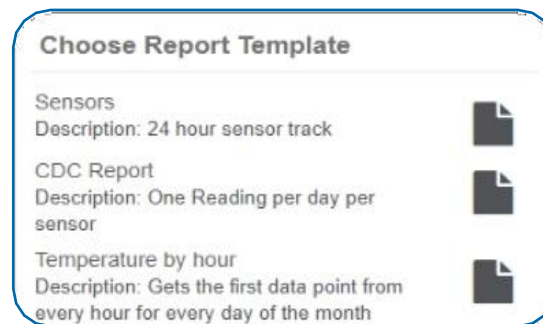 Choose Report Template
Sensors
Description: 24 hour sensor track
CDC Report
Description: One Reading per day per
sensor
Temperature by hour
Description: Gets the first data point from
every hour for every day of the month